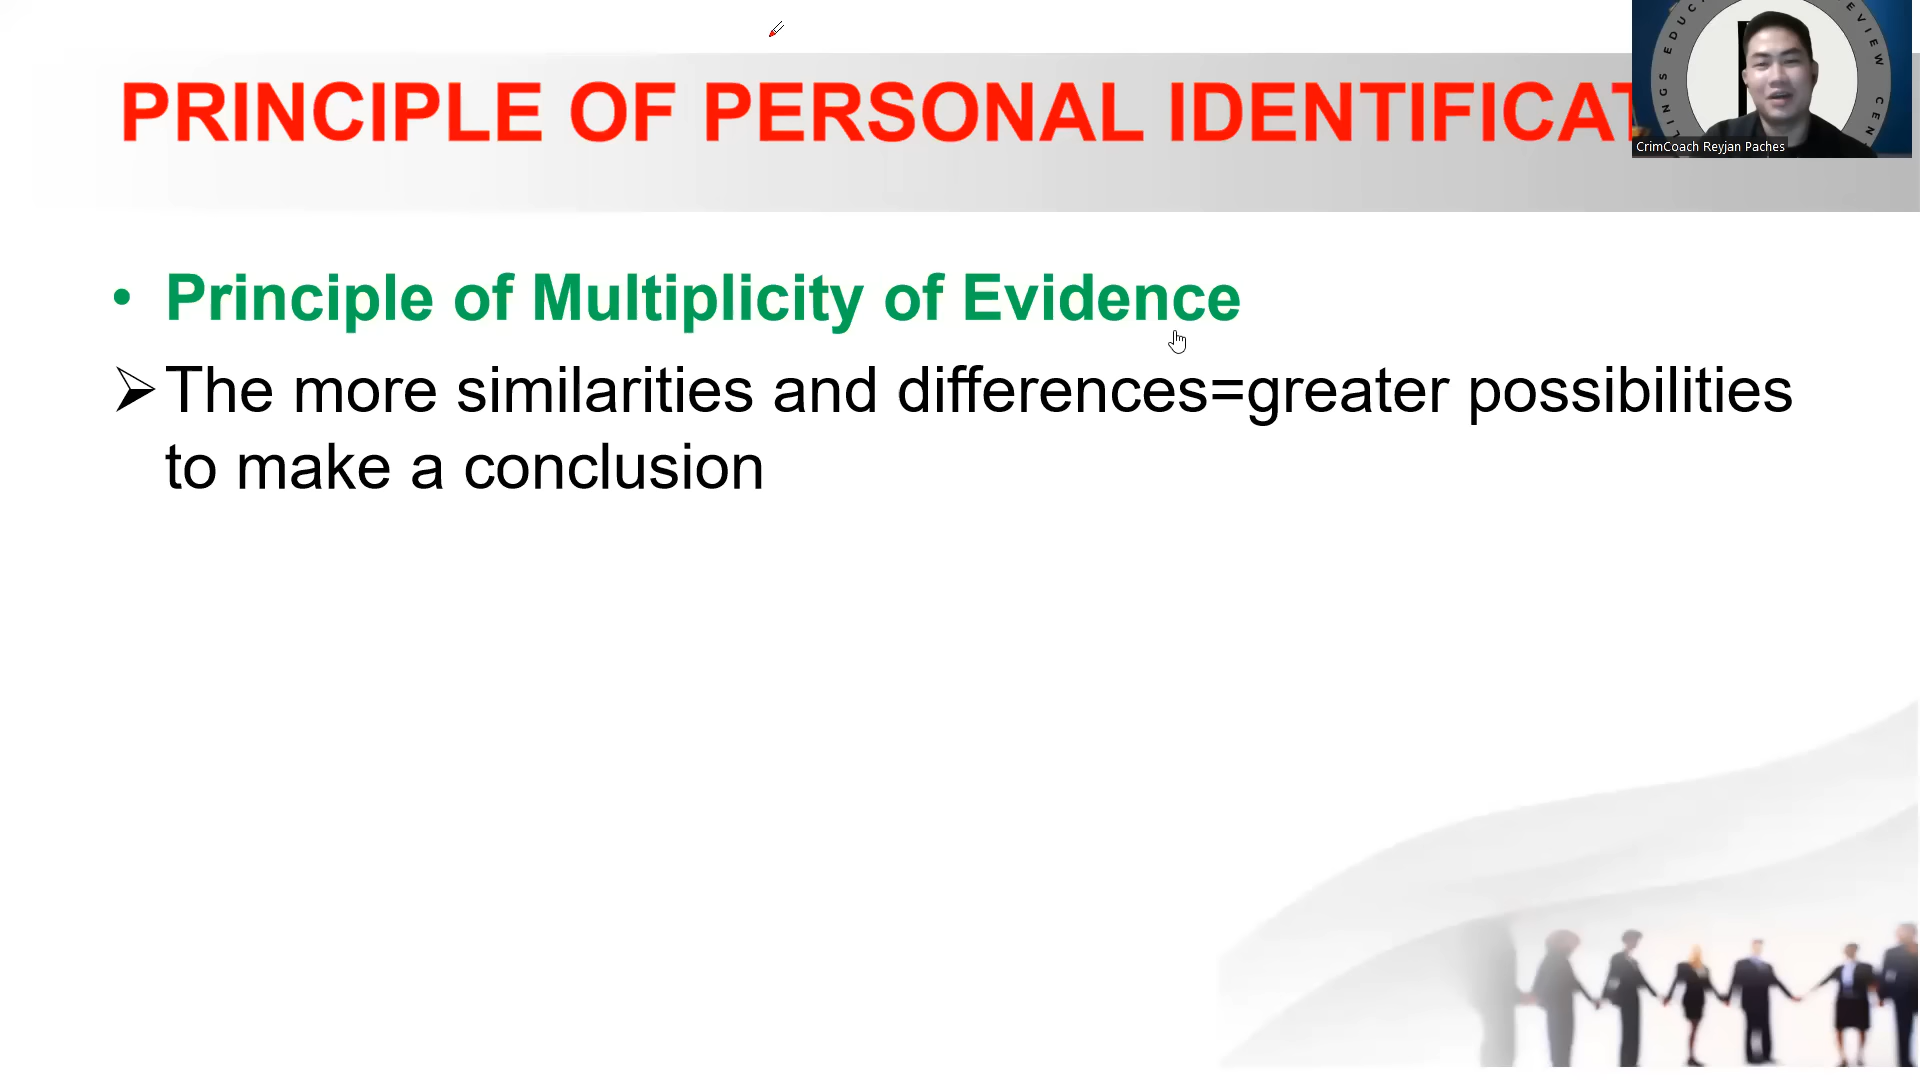 PRINCIPLE OF PERSONAL IDENTIFICAT
CrimCoach Reyjan Paches
• Principle of Multiplicity of Evidence
➢ The more similarities and differences=greater possibilities
to make a conclusion